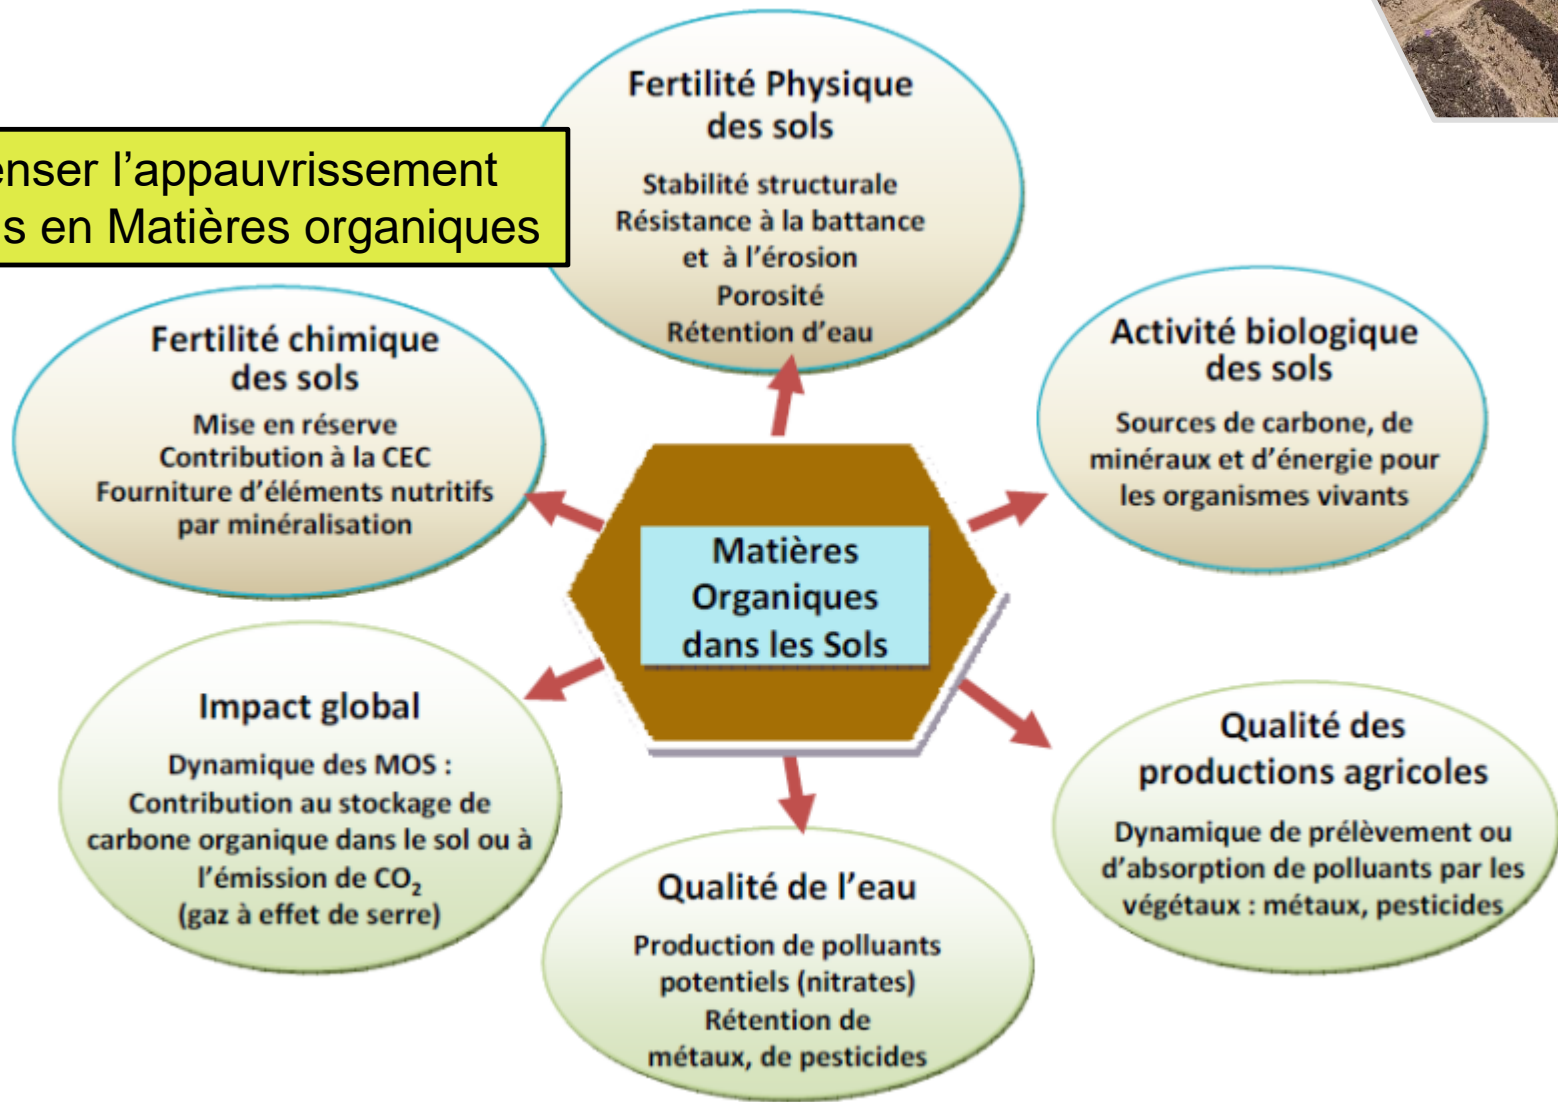 Fertilité Physique
des sols
Stabilité structurale
Résistance à la battance
et à l'érosion
Porosité
Rétention d'eau
l'appauvrissement
en Matières organiques
Fertilité chimique
des sols
Mise en réserve
Contribution à la CEC
Fourniture d'éléments nutritifs
par minéralisation
Activité biologique
des sols
Sources de carbone, de
minéraux et d'énergie pour
les organismes vivants
Matières
Organiques
dans les Sols
Impact global
Dynamique des MOS :
Contribution au stockage de
carbone organique dans le sol ou à
l'émission de CO₂
(gaz à effet de serre)
Qualité des
productions agricoles
Dynamique de prélèvement ou
d'absorption de polluants par les
végétaux : métaux, pesticides
Qualité de l'eau
Production de polluants
potentiels (nitrates)
Rétention de
métaux, de pesticides